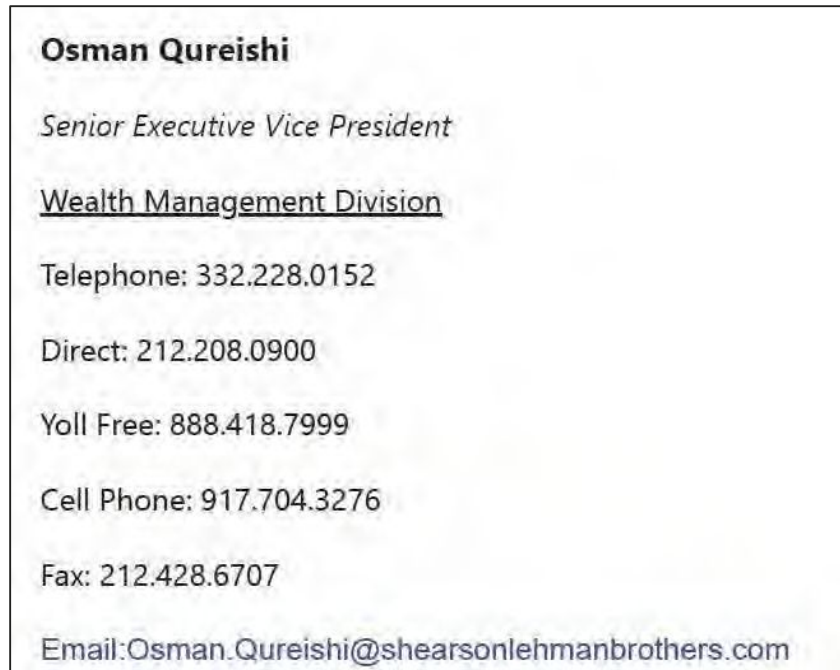 Osman Qureishi
Senior Executive Vice President
Wealth Management Division
Telephone: 332.228.0152
Direct: 212.208.0900
Yoll Free: 888.418.7999
Cell Phone: 917.704.3276
Fax: 212.428.6707
Email:Osman.Qureishi@shearsonlehmanbrothers.com